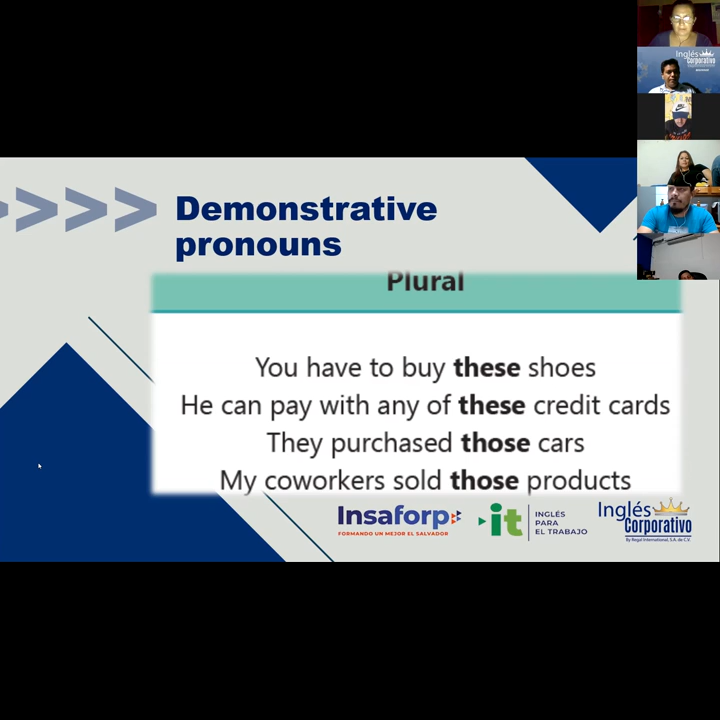 Demonstrative
pronouns
Plural
You have to buy these shoes
He can pay with any of these credit cards
They purchased those cars
My coworkers sold those products
Insaforp
FORMANDO UN MEJOR EL SALVADOR
it
INGLÉS
PARA
EL TRABAJO
Inglés
Corporativo
By Regal International, S.A. de C.V.
Inglés
Corporativo